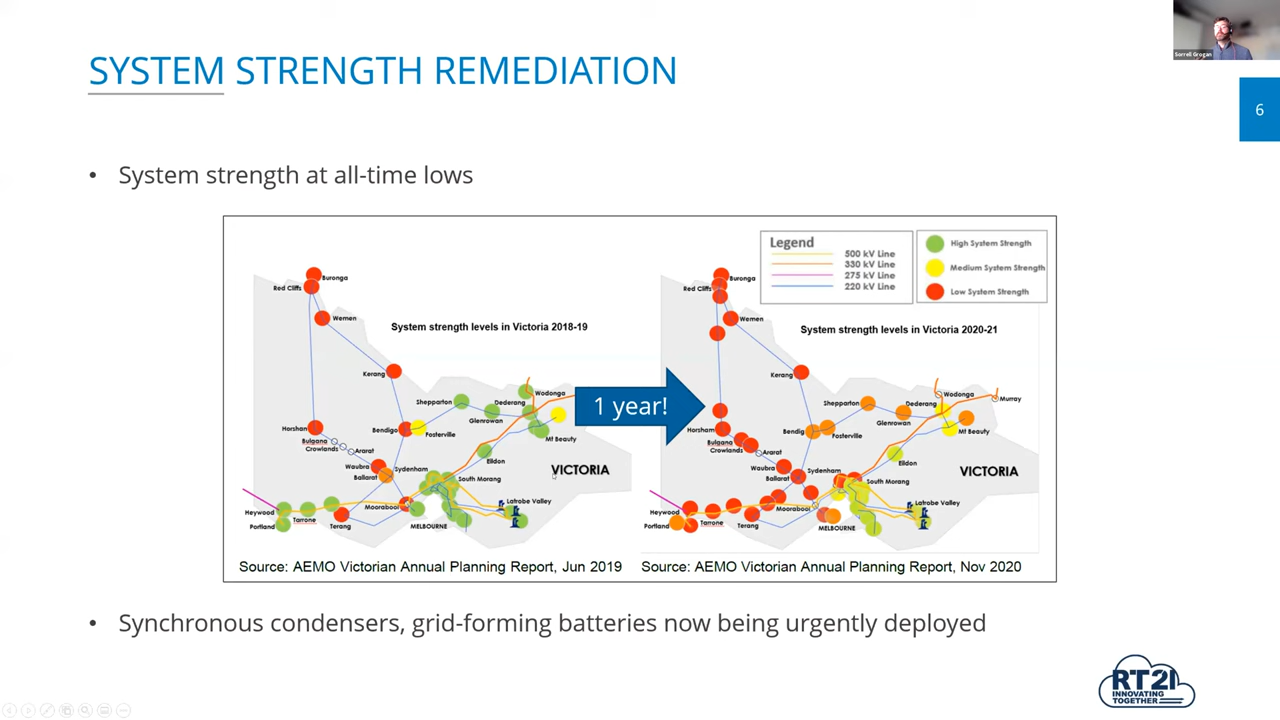 Sorrell Grogan
SYSTEM STRENGTH REMEDIATION
6
• System strength at all-time lows
Buronga
Red Cliffs
Wemen
System strength levels in Victoria 2018-19
Kerang
Shepparton
Dederang
Wodonga
Glenrowan
Mt Beauty
Horsham
Bulgana
Crowlands
Ararat
Bendigo
Fosterville
Eildon
Waubra
Ballarat
Sydenham
South Morang
VICTORIA
Heywood
Portland
Tarrone
Terang
Moorabool
MELBOURNE
Latrobe Valley
Source: AEMO Victorian Annual Planning Report, Jun 2019
1 year!
Legend
500 kV Line
330 kV Line
275 kV Line
220 kV Line
High System Strength
Medium System Strength
Low System Strength
Buronga
Red Cliffs
Wemen
System strength levels in Victoria 2020-21
Kerang
Shepparton
Dederang
Wodonga
Murray
Glenrowan
Mt Beauty
Horsham
Bulgana
Crowlands
Ararat
Bendig
Fosterville
Eildon
Waubra
Ballarat
Sydenham
South Morang
VICTORIA
Heywood
Portland
Tarrone
Terang
Moorabool
MELBOURNE
Latrobe Valley
Source: AEMO Victorian Annual Planning Report, Nov 2020
• Synchronous condensers, grid-forming batteries now being urgently deployed
RT21
INNOVATING
TOGETHER